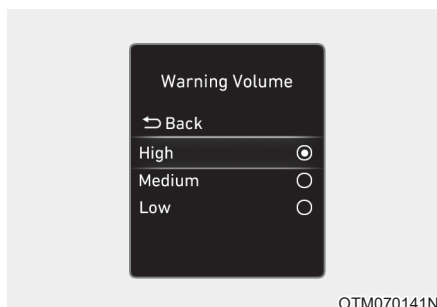 Warning Volume
Back
High
Medium
Low
OTM070141N